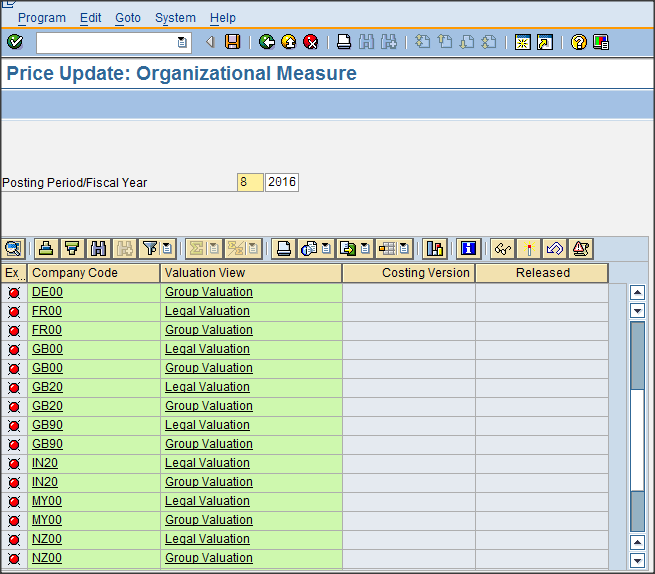 Program Edit Goto System Help
Price Update: Organizational Measure
Posting Period/Fiscal Year 8 2016
Ex.. Company Code Valuation View Costing Version Released
DE00 Group Valuation
FR00 Legal Valuation
FR00 Group Valuation
GB00 Legal Valuation
GB00 Group Valuation
GB20 Legal Valuation
GB20 Group Valuation
GB90 Legal Valuation
GB90 Group Valuation
IN20 Legal Valuation
IN20 Group Valuation
MY00 Legal Valuation
MY00 Group Valuation
NZ00 Legal Valuation
NZ00 Group Valuation